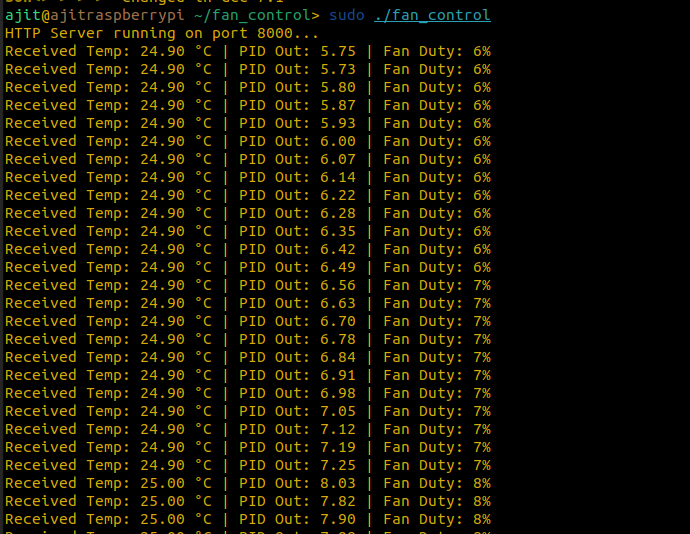 ajit@ajitraspberrypi ~/fan_control> sudo ./fan_control
HTTP Server running on port 8000...
Received Temp: 24.90 °C | PID Out: 5.75 | Fan Duty: 6%
Received Temp: 24.90 °C | PID Out: 5.73 | Fan Duty: 6%
Received Temp: 24.90 °C | PID Out: 5.80 | Fan Duty: 6%
Received Temp: 24.90 °C | PID Out: 5.87 | Fan Duty: 6%
Received Temp: 24.90 °C | PID Out: 5.93 | Fan Duty: 6%
Received Temp: 24.90 °C | PID Out: 6.00 | Fan Duty: 6%
Received Temp: 24.90 °C | PID Out: 6.07 | Fan Duty: 6%
Received Temp: 24.90 °C | PID Out: 6.14 | Fan Duty: 6%
Received Temp: 24.90 °C | PID Out: 6.22 | Fan Duty: 6%
Received Temp: 24.90 °C | PID Out: 6.28 | Fan Duty: 6%
Received Temp: 24.90 °C | PID Out: 6.35 | Fan Duty: 6%
Received Temp: 24.90 °C | PID Out: 6.42 | Fan Duty: 6%
Received Temp: 24.90 °C | PID Out: 6.49 | Fan Duty: 6%
Received Temp: 24.90 °C | PID Out: 6.56 | Fan Duty: 7%
Received Temp: 24.90 °C | PID Out: 6.63 | Fan Duty: 7%
Received Temp: 24.90 °C | PID Out: 6.70 | Fan Duty: 7%
Received Temp: 24.90 °C | PID Out: 6.78 | Fan Duty: 7%
Received Temp: 24.90 °C | PID Out: 6.84 | Fan Duty: 7%
Received Temp: 24.90 °C | PID Out: 6.91 | Fan Duty: 7%
Received Temp: 24.90 °C | PID Out: 6.98 | Fan Duty: 7%
Received Temp: 24.90 °C | PID Out: 7.05 | Fan Duty: 7%
Received Temp: 24.90 °C | PID Out: 7.12 | Fan Duty: 7%
Received Temp: 24.90 °C | PID Out: 7.19 | Fan Duty: 7%
Received Temp: 24.90 °C | PID Out: 7.25 | Fan Duty: 7%
Received Temp: 25.00 °C | PID Out: 8.03 | Fan Duty: 8%
Received Temp: 25.00 °C | PID Out: 7.82 | Fan Duty: 8%
Received Temp: 25.00 °C | PID Out: 7.90 | Fan Duty: 8%